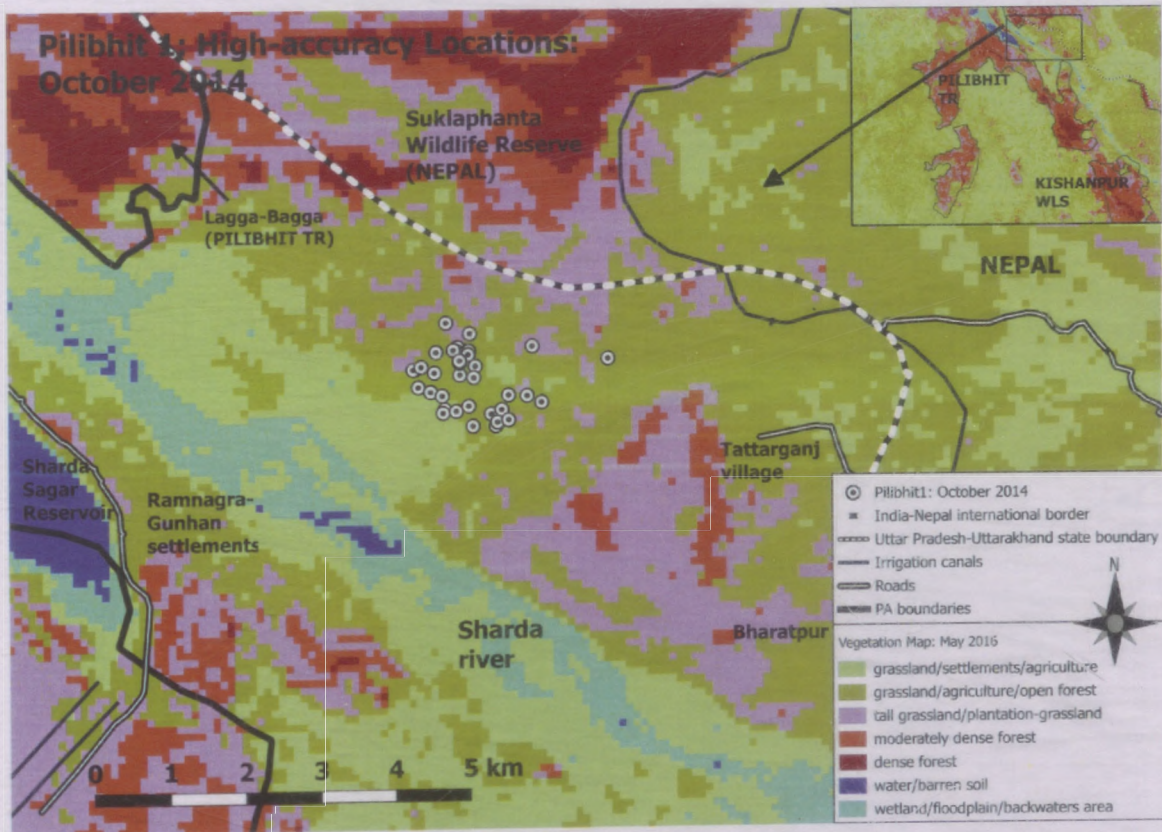 Pilibhit 1: High-accuracy Locations:
October 2014
Suklaphanta
Wildlife Reserve
(NEPAL)
Lagga-Bagga
(PILIBHIT TR)
PILIBHIT
TR
KISHANPUR
WLS
NEPAL
Tattarganj
village
Sharda
Sagar
Reservoir
Ramnagra-
Gunhan
settlements
Sharda
river
Bharatpur
0 1 2 3 4 5 km
Pilibhit1: October 2014
India-Nepal international border
Uttar Pradesh-Uttarakhand state boundary
Irrigation canals
Roads
PA boundaries
N
Vegetation Map: May 2016
grassland/settlements/agriculture
grassland/agriculture/open forest
tall grassland/plantation-grassland
moderately dense forest
dense forest
water/barren soil
wetland/floodplain/backwaters area